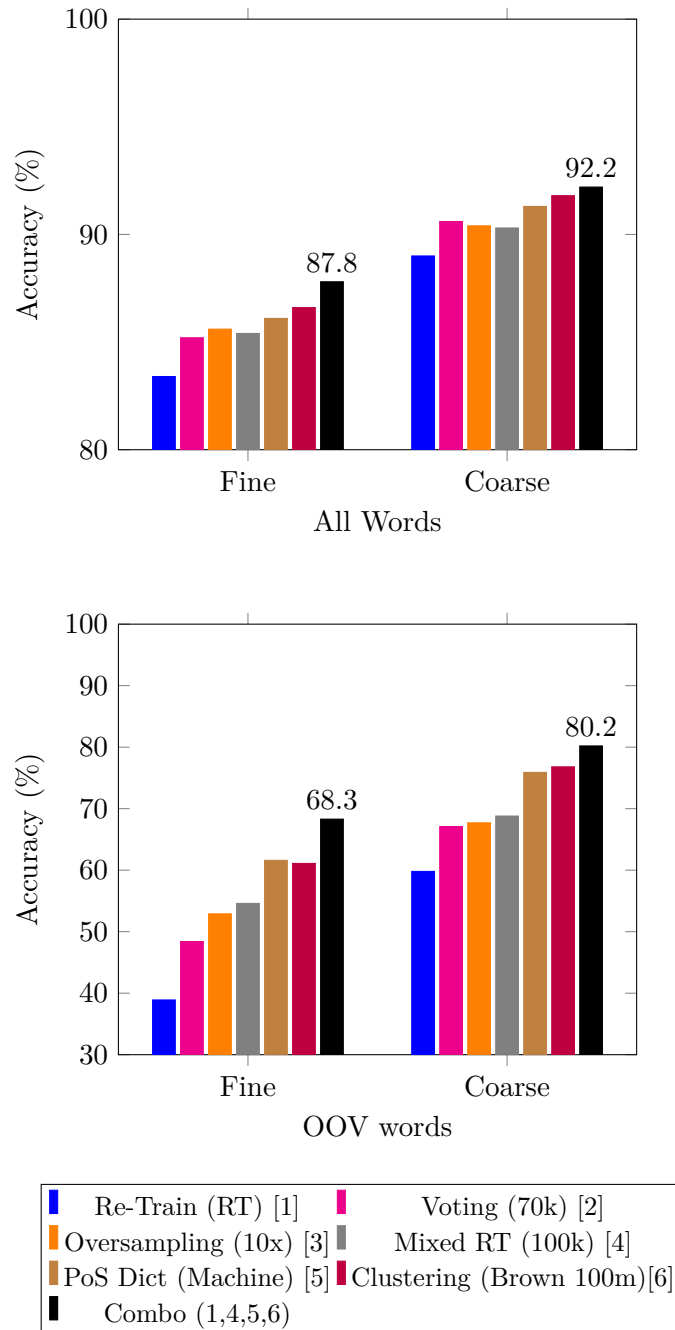 100
90
80
Accuracy (%)
87.8
92.2
Fine Coarse
All Words
100
90
80
70
60
50
40
30
Accuracy (%)
68.3
80.2
Fine Coarse
OOV words
Re-Train (RT) [1] Voting (70k) [2]
Oversampling (10x) [3] Mixed RT (100k) [4]
PoS Dict (Machine) [5] Clustering (Brown 100m)[6]
Combo (1,4,5,6)